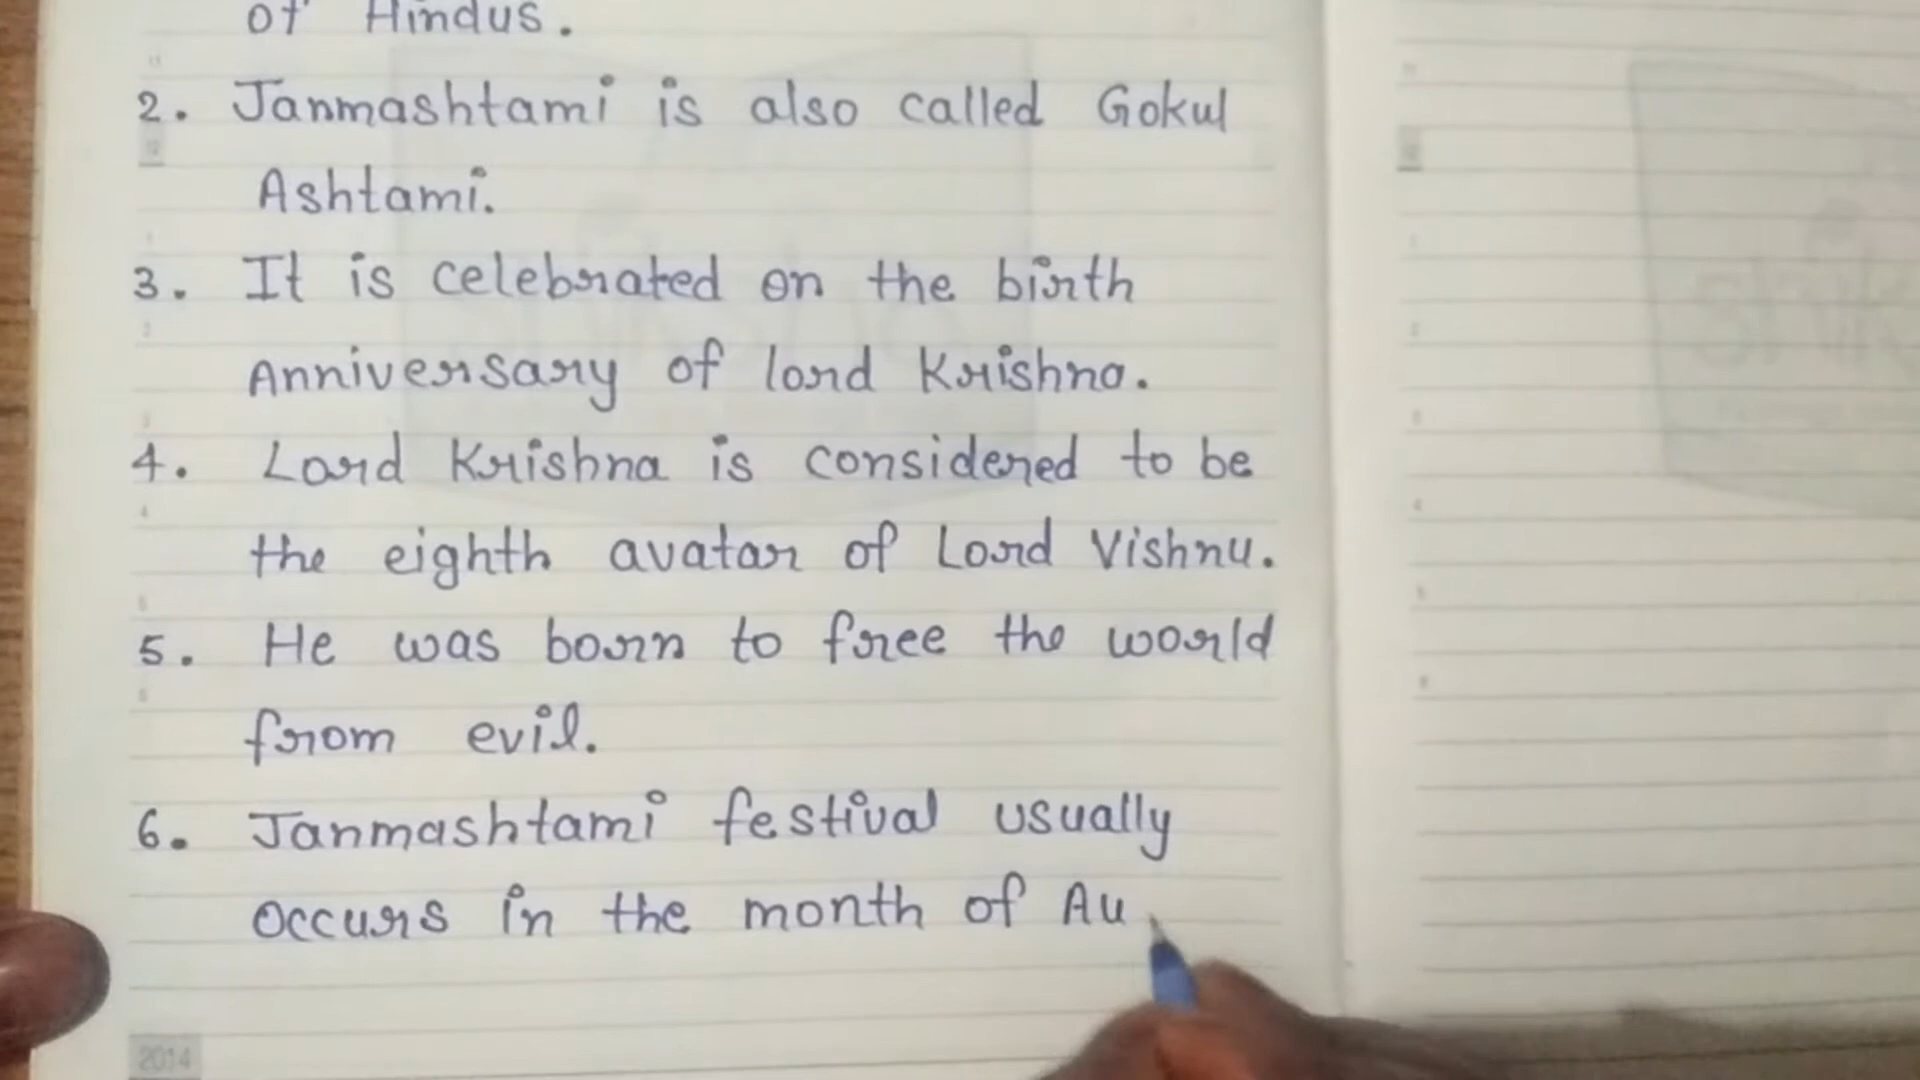 of Hindus.
2. Janmashtami is also called Gokul
Ashtami.
3. It is celebrated on the birth
Anniversary of lord Krishna.
4. Lord Krishna is considered to be
the eighth avatar of Lord Vishnu.
5. He was born to free the world
from evil.
6. Janmashtami festival usually
occurs in the month of Au
2014